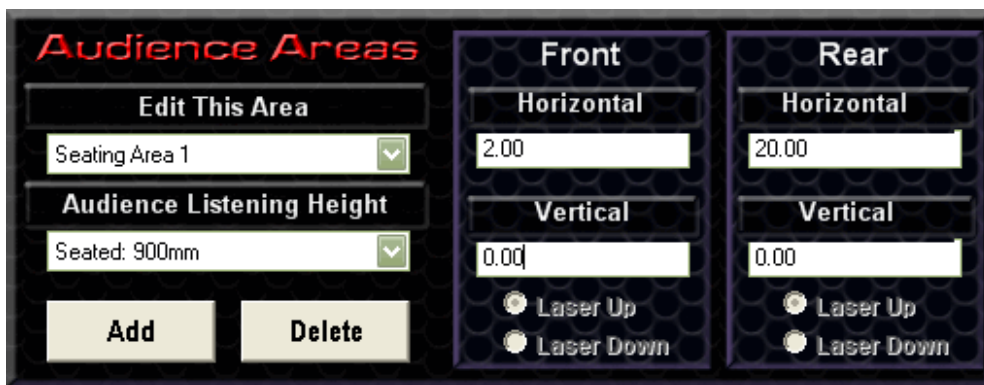 Audience Areas
Edit This Area
Seating Area 1
Audience Listening Height
Seated: 900mm
Add
Delete
Front
Horizontal
2.00
Vertical
0.00
Laser Up
Laser Down
Rear
Horizontal
20.00
Vertical
0.00
Laser Up
Laser Down